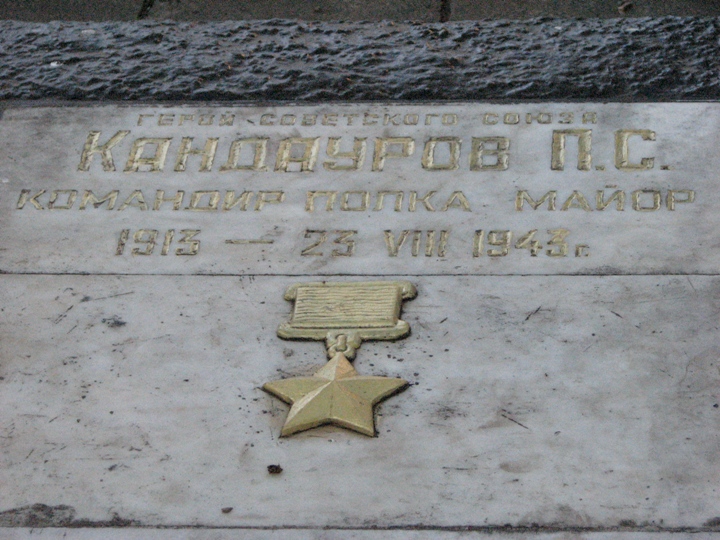 ГЕРОЙ СОВЕТСКОГО СОЮЗА
КАНДАУРОВ П.С.
КОМАНДИР ПОЛКА МАЙОР
1913 — 23 VIII 1943г.